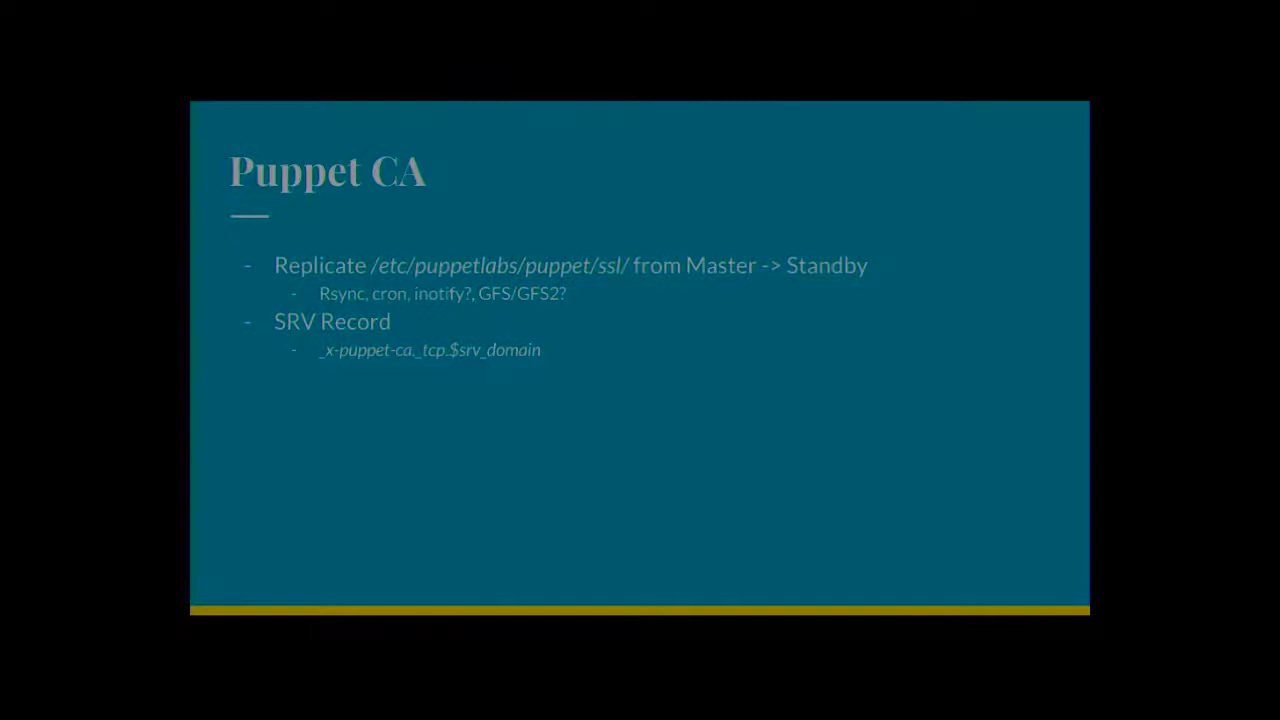 Puppet CA
- Replicate /etc/puppetlabs/puppet/ssl/ from Master -> Standby
- Rsync, cron, inotify?, GFS/GFS2?
- SRV Record
- _x-puppet-ca._tcp.$srv_domain